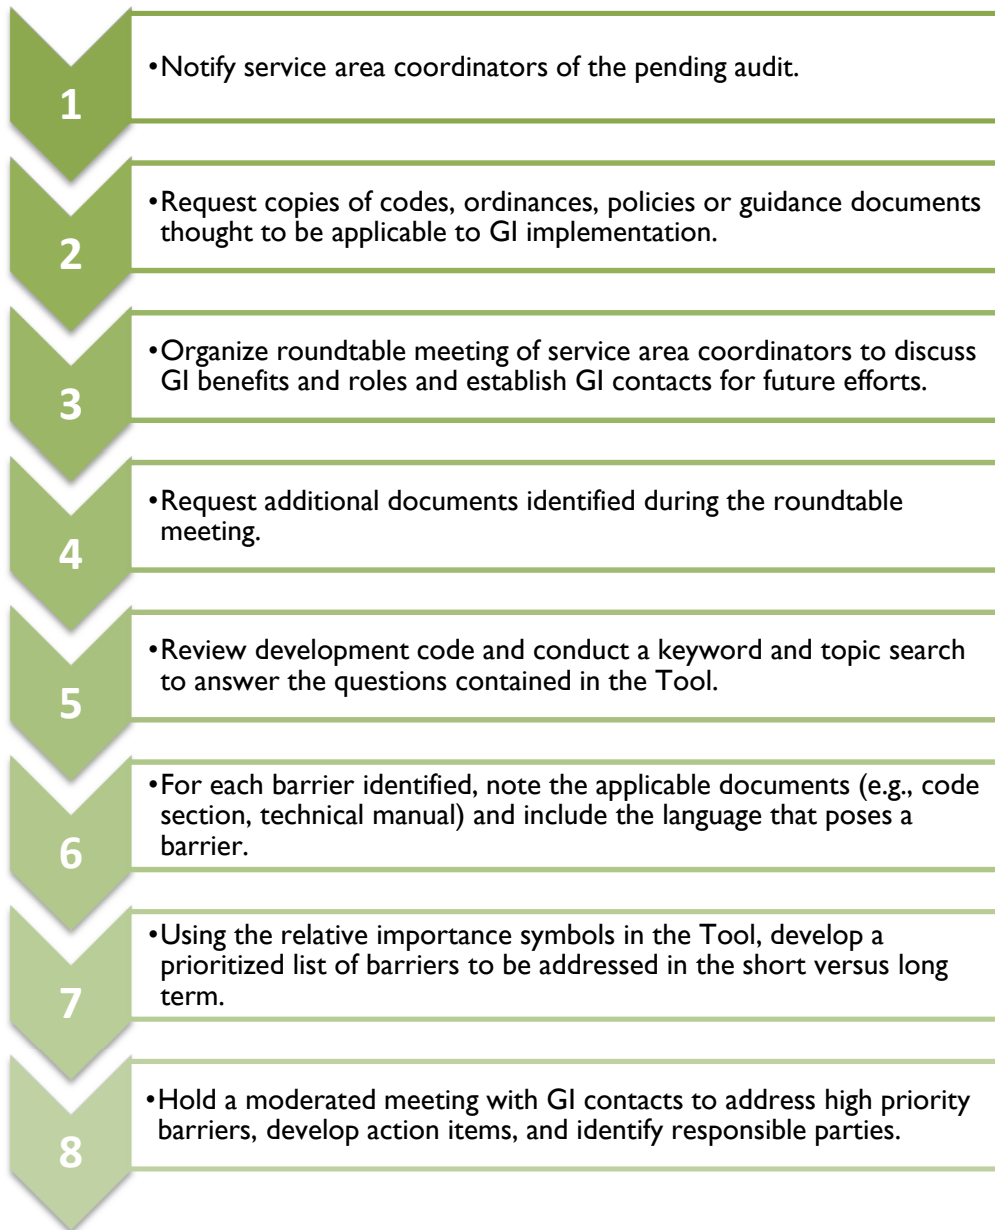 1
•Notify service area coordinators of the pending audit.
2
•Request copies of codes, ordinances, policies or guidance documents
thought to be applicable to GI implementation.
3
•Organize roundtable meeting of service area coordinators to discuss
GI benefits and roles and establish GI contacts for future efforts.
4
•Request additional documents identified during the roundtable
meeting.
5
•Review development code and conduct a keyword and topic search
to answer the questions contained in the Tool.
6
•For each barrier identified, note the applicable documents (e.g., code
section, technical manual) and include the language that poses a
barrier.
7
•Using the relative importance symbols in the Tool, develop a
prioritized list of barriers to be addressed in the short versus long
term.
8
•Hold a moderated meeting with GI contacts to address high priority
barriers, develop action items, and identify responsible parties.